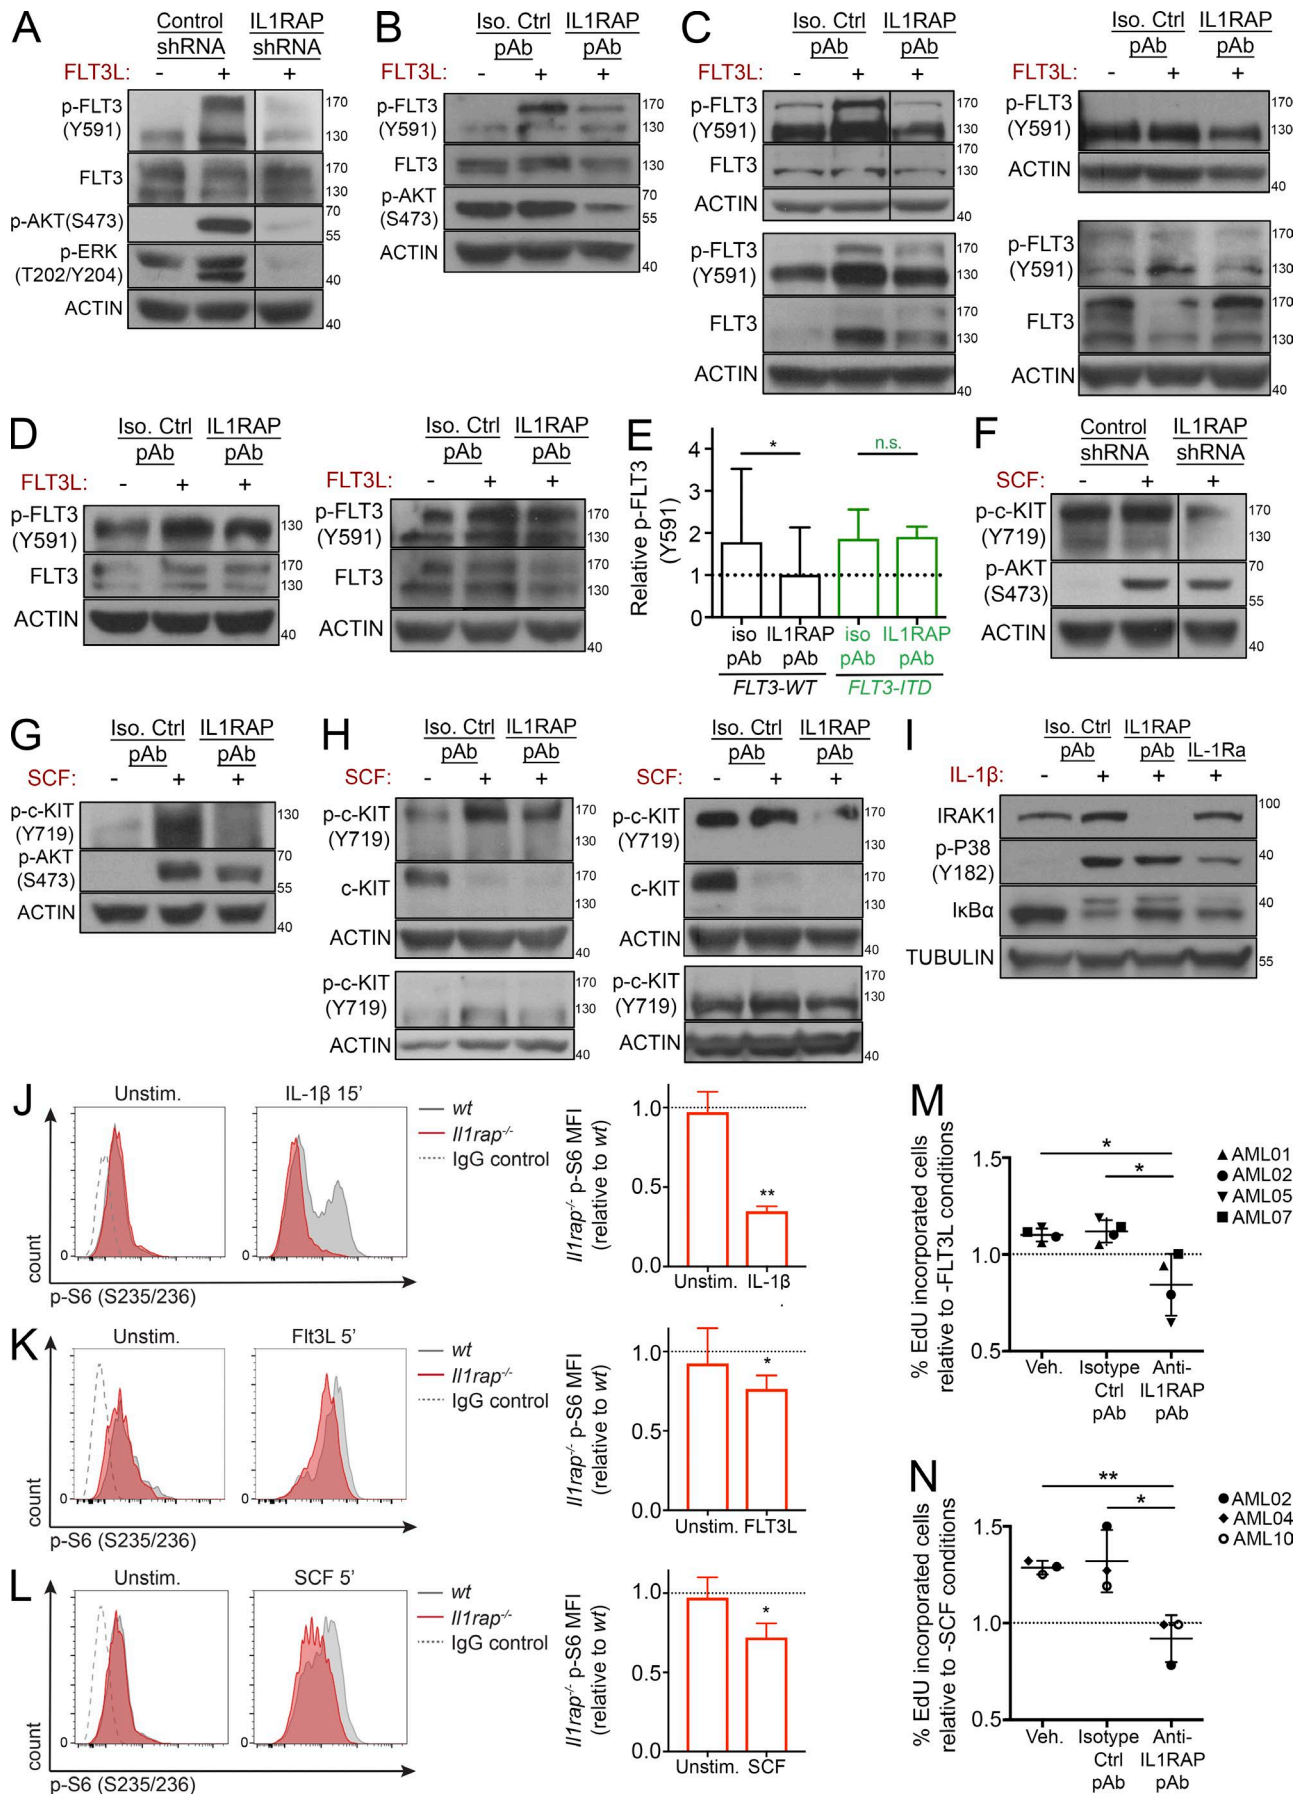 A
Control IL1RAP
shRNA shRNA
FLT3L: - + +
p-FLT3
(Y591)
170
130
FLT3
170
130
p-AKT(S473)
70
55
p-ERK
(T202/Y204)
40
ACTIN
40
B
Iso. Ctrl IL1RAP
pAb pAb
FLT3L: - + +
p-FLT3
(Y591)
170
130
FLT3
130
p-AKT
(S473)
70
55
ACTIN
40
C
Iso. Ctrl IL1RAP
pAb pAb
FLT3L: - + +
p-FLT3
(Y591)
170
130
FLT3
170
130
ACTIN
40
p-FLT3
(Y591)
170
130
FLT3
170
130
ACTIN
40
Iso. Ctrl IL1RAP
pAb pAb
FLT3L: - + +
p-FLT3
(Y591)
170
130
ACTIN
40
p-FLT3
(Y591)
170
130
FLT3
170
130
ACTIN
40
D
Iso. Ctrl IL1RAP
pAb pAb
FLT3L: - + +
p-FLT3
(Y591)
130
FLT3
170
130
ACTIN
40
Iso. Ctrl IL1RAP
pAb pAb
FLT3L: - + +
p-FLT3
(Y591)
170
130
FLT3
170
130
ACTIN
40
E
Relative p-FLT3
(Y591)
4
3
2
1
0
* n.s.
iso IL1RAP iso IL1RAP
pAb pAb pAb pAb
FLT3-WT FLT3-ITD
F
Control IL1RAP
shRNA shRNA
SCF: - + +
p-c-KIT
(Y719)
170
130
p-AKT
(S473)
70
55
ACTIN
40
G
Iso. Ctrl IL1RAP
pAb pAb
SCF: - + +
p-c-KIT
(Y719)
130
p-AKT
(S473)
70
55
ACTIN
40
H
Iso. Ctrl IL1RAP
pAb pAb
SCF: - + +
p-c-KIT
(Y719)
170
130
c-KIT
170
130
ACTIN
40
p-c-KIT
(Y719)
170
130
ACTIN
40
Iso. Ctrl IL1RAP
pAb pAb
SCF: - + +
p-c-KIT
(Y719)
170
130
c-KIT
170
130
ACTIN
40
p-c-KIT
(Y719)
170
130
ACTIN
40
I
Iso. Ctrl IL1RAP
pAb pAb IL-1Ra
IL-1β: - + + +
IRAK1
100
p-P38
(Y182)
40
IκBα
40
TUBULIN
55
J
Unstim. IL-1β 15’
count
0 0
p-S6 (S235/236)
wt
Il1rap-/-
IgG control
Il1rap-/- p-S6 MFI
(relative to wt)
1.0
0.5
0.0
**
Unstim. IL-1β
K
Unstim. Flt3L 5’
count
0 0
p-S6 (S235/236)
wt
Il1rap-/-
IgG control
Il1rap-/- p-S6 MFI
(relative to wt)
1.0
0.5
0.0
*
Unstim. FLT3L
L
Unstim. SCF 5’
count
0 0
p-S6 (S235/236)
wt
Il1rap-/-
IgG control
Il1rap-/- p-S6 MFI
(relative to wt)
1.0
0.5
0.0
*
Unstim. SCF
M
% EdU incorporated cells
relative to -FLT3L conditions
1.5
1.0
0.5
*
*
AML01
AML02
AML05
AML07
Veh. Isotype Anti-
Ctrl IL1RAP
pAb pAb
N
% EdU incorporated cells
relative to -SCF conditions
1.5
1.0
0.5
**
*
AML02
AML04
AML10
Veh. Isotype Anti-
Ctrl IL1RAP
pAb pAb